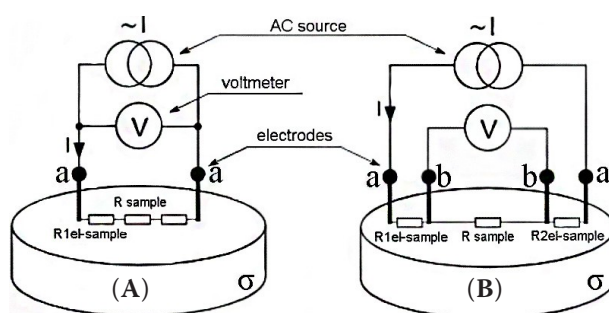 ~I
AC source
~I
voltmeter
V
V
I
electrodes
I
a
a
a
b
b
a
R sample
R1el-sample
R1el-sample
R sample
R2el-sample
(A)
σ
(B)
σ